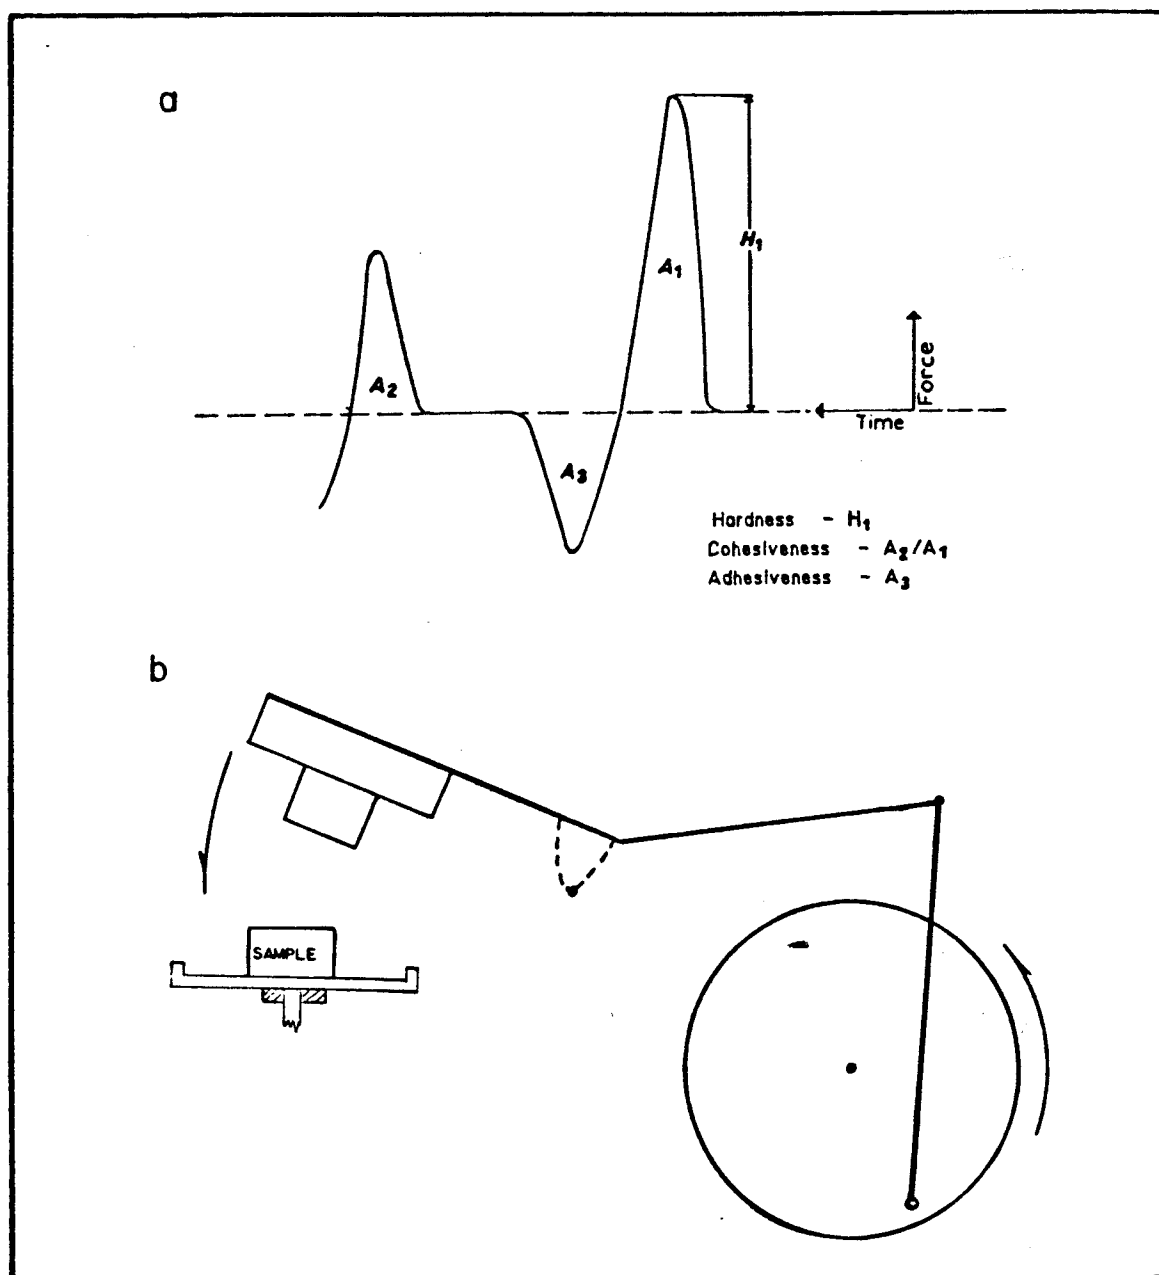 a
H₁
A₁
Force
A₂
Time
A₃
Hardness - H₁
Cohesiveness - A₂/A₁
Adhesiveness - A₃
b
SAMPLE